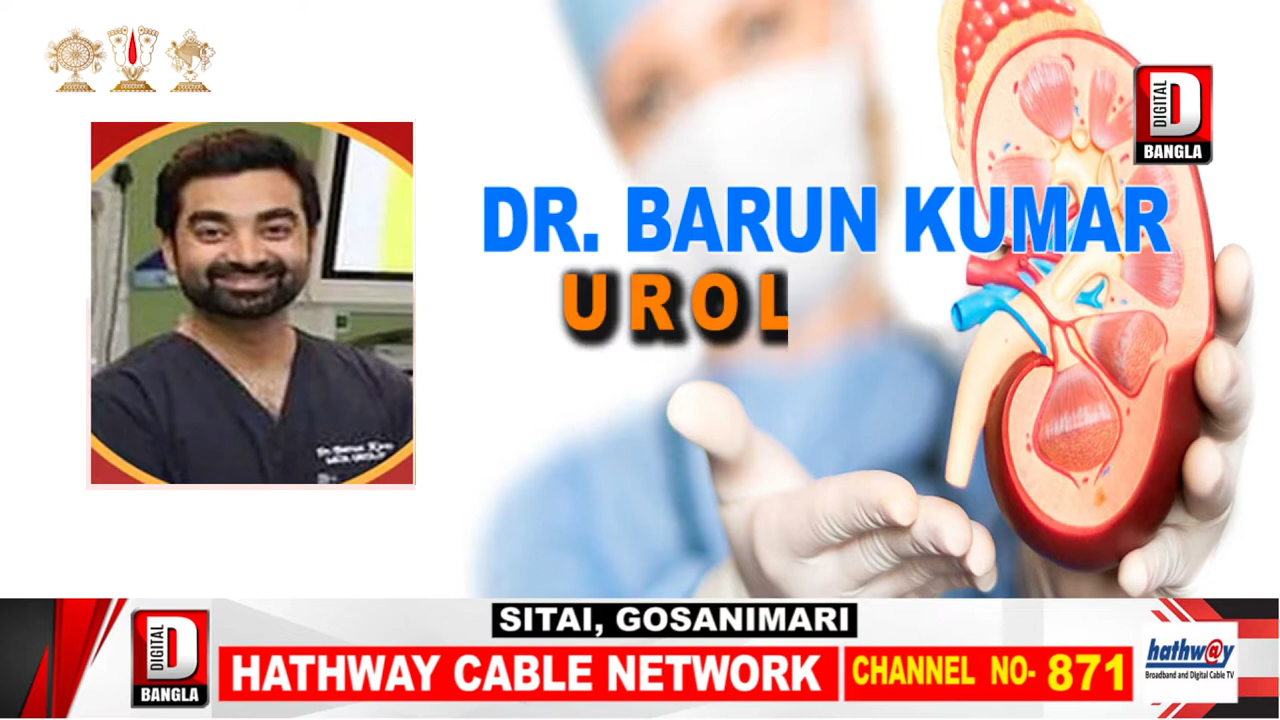 DIGITAL
D
BANGLA
DR. BARUN KUMAR
UROL
SITAI, GOSANIMARI
DIGITAL
D
BANGLA
HATHWAY CABLE NETWORK
CHANNEL NO- 871
hathw@y
Broadband and Digital Cable TV